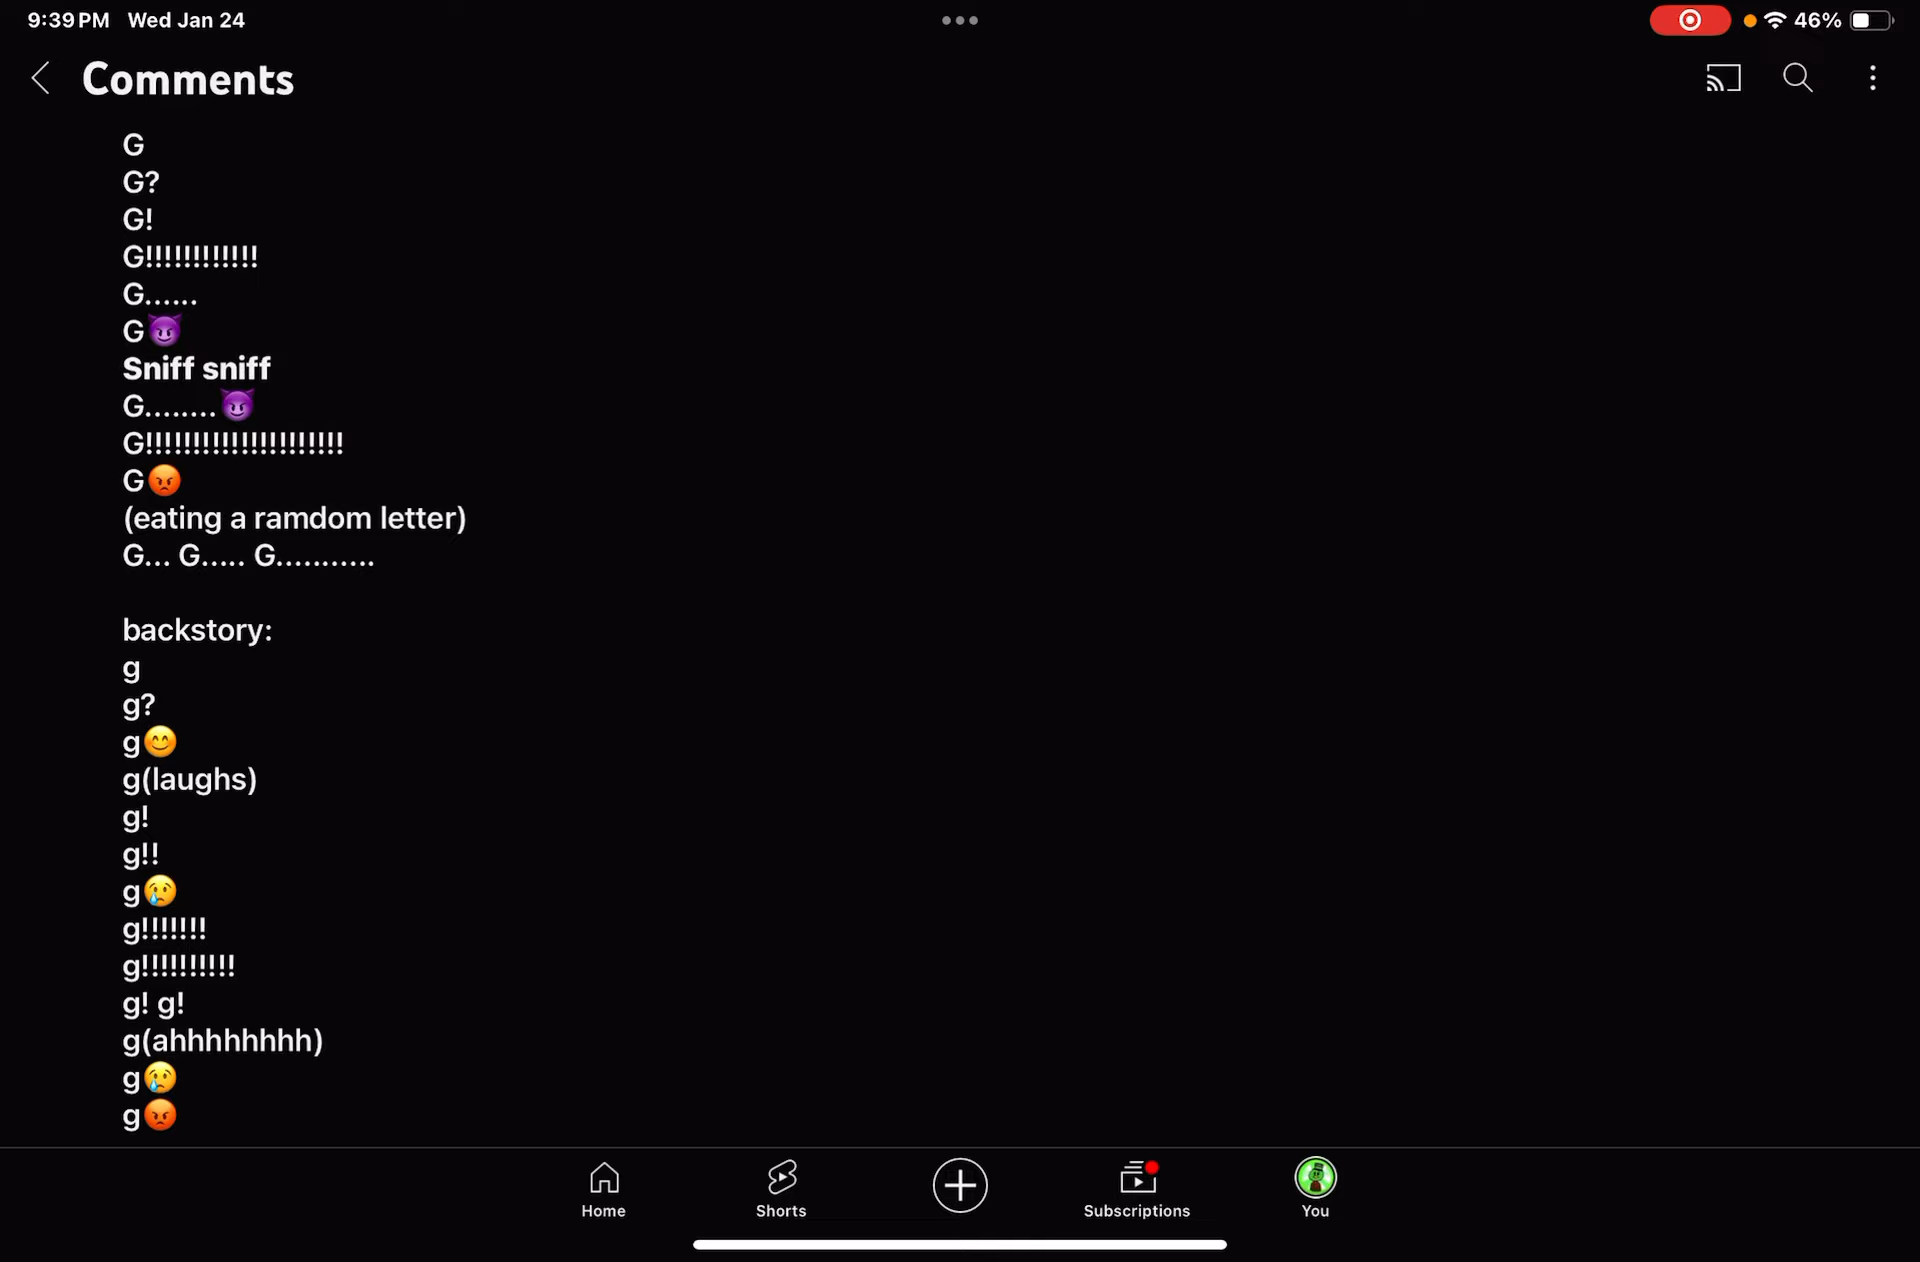 9:39 PM Wed Jan 24
46%
Comments
G
G?
G!
G!!!!!!!!!!!!
G......
G😈
Sniff sniff
G........😈
G!!!!!!!!!!!!!!!!!!!!!
G😡
(eating a ramdom letter)
G... G..... G...........
backstory:
g
g?
g😊
g(laughs)
g!
g!!
g😢
g!!!!!!!
g!!!!!!!!!!
g! g!
g(ahhhhhhhh)
g😢
g😡
Home Shorts Subscriptions You